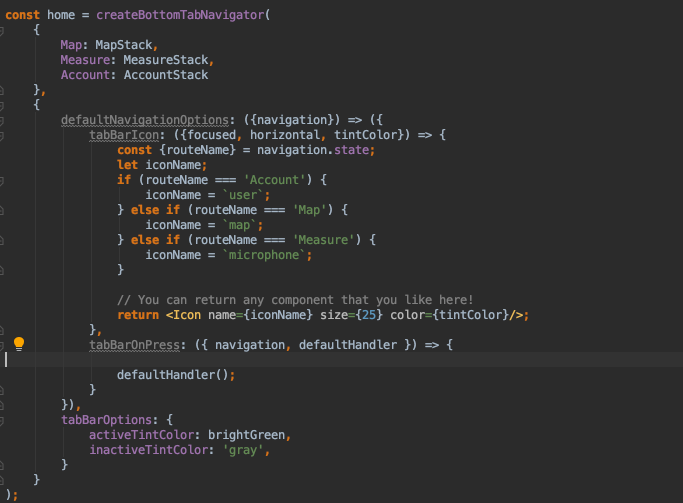 const home = createBottomTabNavigator(
    {
        Map: MapStack,
        Measure: MeasureStack,
        Account: AccountStack
    },
    {
        defaultNavigationOptions: ({navigation}) => ({
            tabBarIcon: ({focused, horizontal, tintColor}) => {
                const {routeName} = navigation.state;
                let iconName;
                if (routeName === 'Account') {
                    iconName = `user`;
                } else if (routeName === 'Map') {
                    iconName = `map`;
                } else if (routeName === 'Measure') {
                    iconName = `microphone`;
                }

                // You can return any component that you like here!
                return <Icon name={iconName} size={25} color={tintColor}/>;
            },
            tabBarOnPress: ({ navigation, defaultHandler }) => {

                defaultHandler();
            }
        }),
        tabBarOptions: {
            activeTintColor: brightGreen,
            inactiveTintColor: 'gray',
        }
    }
);